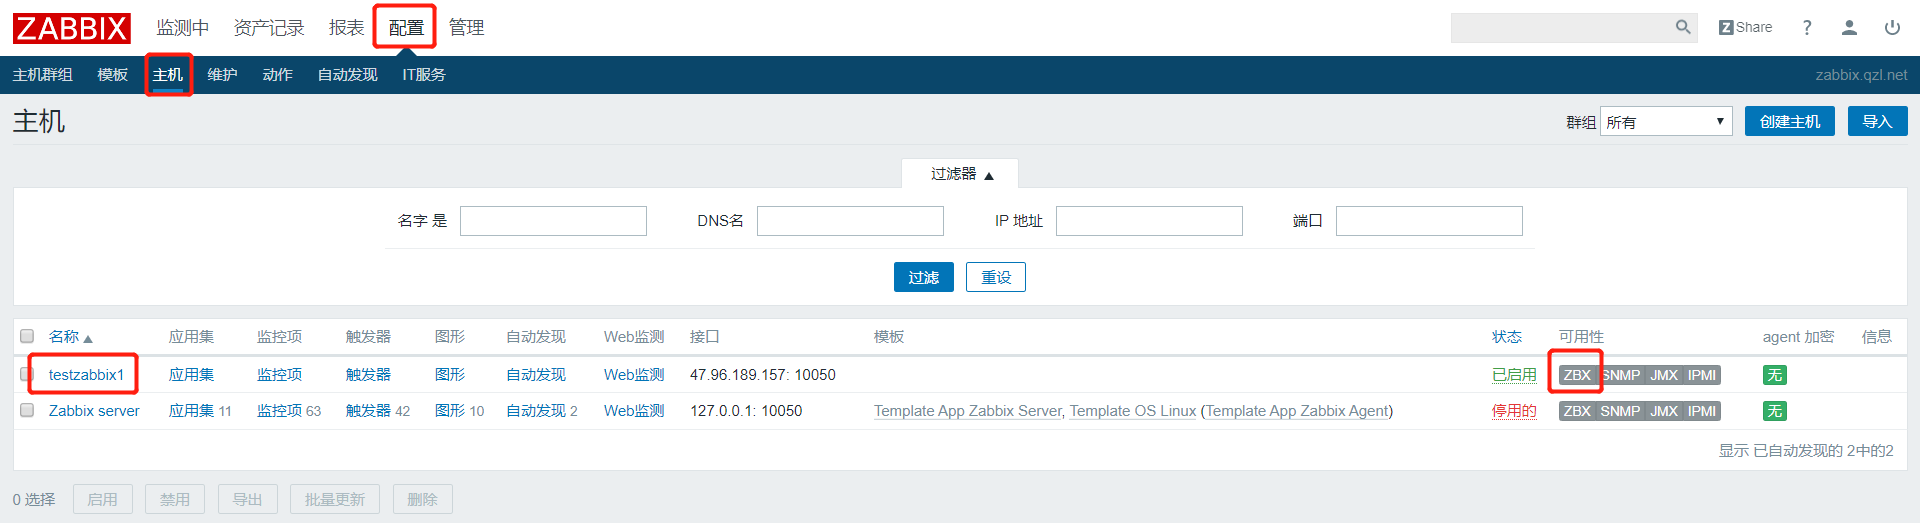 ZABBIX 监测中 资产记录 报表 配置 管理 Z Share ?
主机群组 模板 主机 维护 动作 自动发现 IT服务 zabbix.qzl.net
主机 群组 所有 创建主机 导入
过滤器
名字 是 DNS名 IP 地址 端口
过滤 重设
名称 应用集 监控项 触发器 图形 自动发现 Web监测 接口 模板 状态 可用性 agent 加密 信息
testzabbix1 应用集 监控项 触发器 图形 自动发现 Web监测 47.96.189.157: 10050 已启用 ZBX SNMP JMX IPMI 无
Zabbix server 应用集 11 监控项 63 触发器 42 图形 10 自动发现 2 Web监测 127.0.0.1: 10050 Template App Zabbix Server, Template OS Linux (Template App Zabbix Agent) 停用的 ZBX SNMP JMX IPMI 无
显示 已自动发现的 2中的2
0 选择 启用 禁用 导出 批量更新 删除